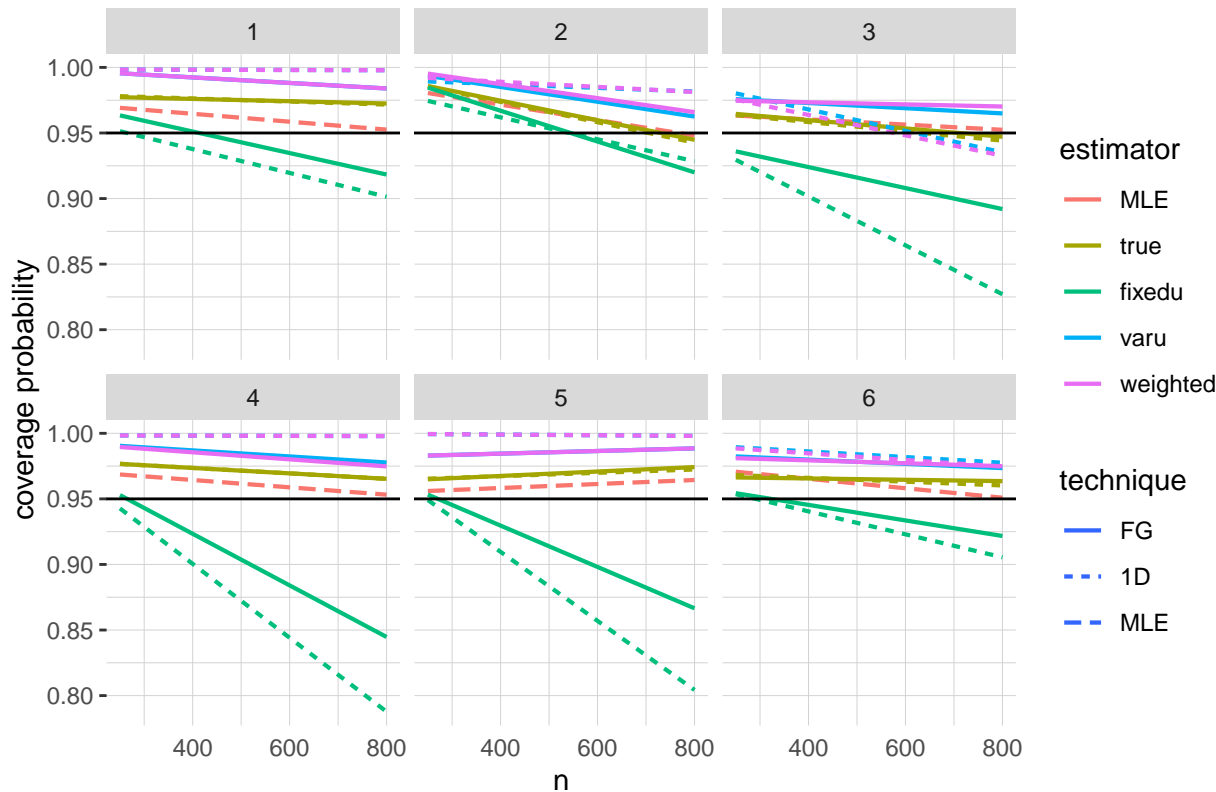 1 2 3
1.00
0.95
0.90
0.85
0.80
4 5 6
1.00
0.95
0.90
0.85
0.80
400 600 800 400 600 800 400 600 800
n
coverage probability
estimator
MLE
true
fixedu
varu
weighted
technique
FG
1D
MLE